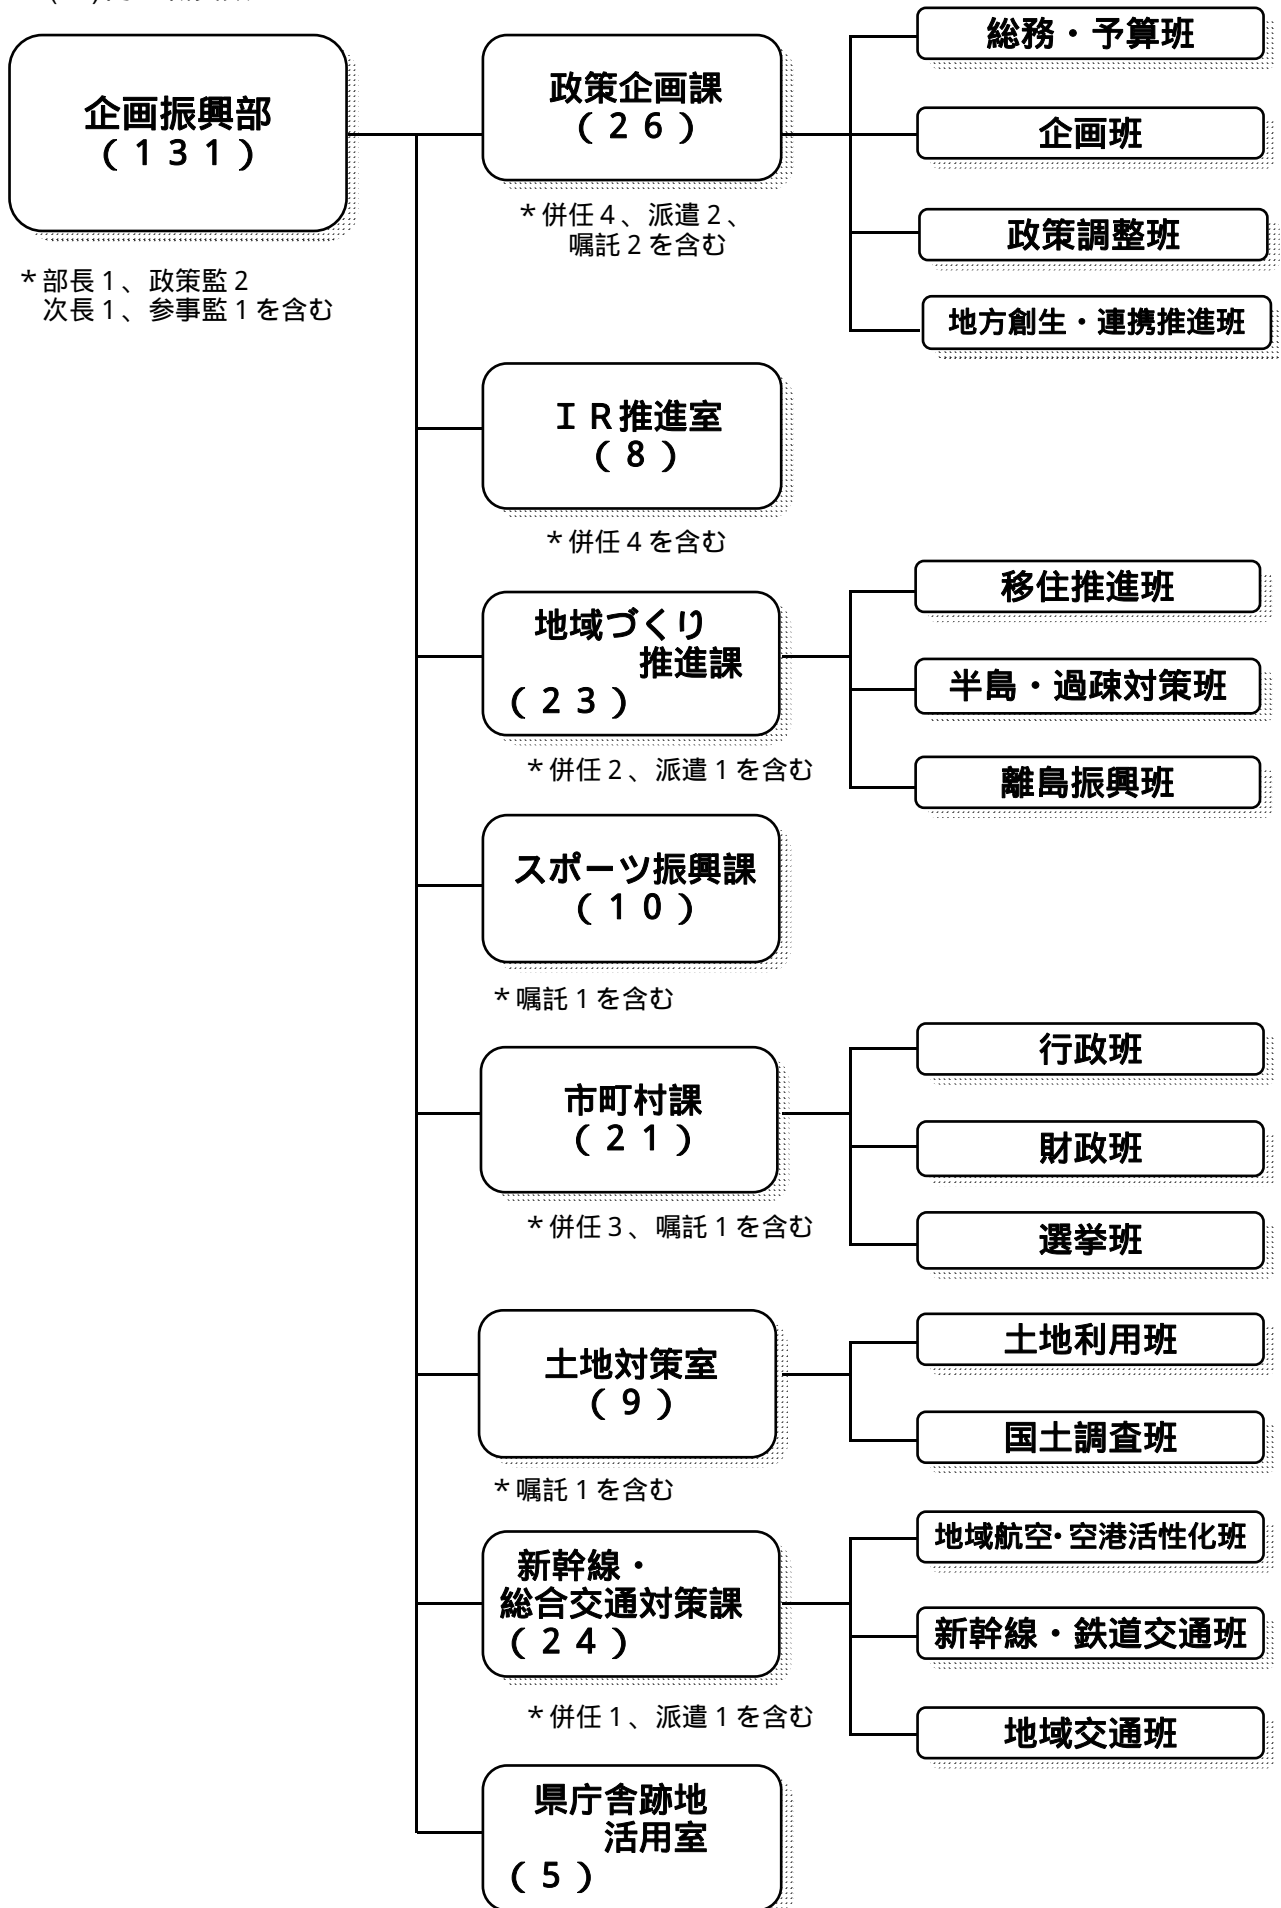 企画振興部
（１３１）
＊部長１、政策監２
次長１、参事監１を含む
政策企画課
（２６）
＊併任４、派遣２、
嘱託２を含む
総務・予算班
企画班
政策調整班
地方創生・連携推進班
ＩＲ推進室
（８）
＊併任４を含む
地域づくり
推進課
（２３）
＊併任２、派遣１を含む
移住推進班
半島・過疎対策班
離島振興班
スポーツ振興課
（１０）
＊嘱託１を含む
市町村課
（２１）
＊併任３、嘱託１を含む
行政班
財政班
選挙班
土地対策室
（９）
＊嘱託１を含む
土地利用班
国土調査班
新幹線・
総合交通対策課
（２４）
＊併任１、派遣１を含む
地域航空・空港活性化班
新幹線・鉄道交通班
地域交通班
県庁舎跡地
活用室
（５）